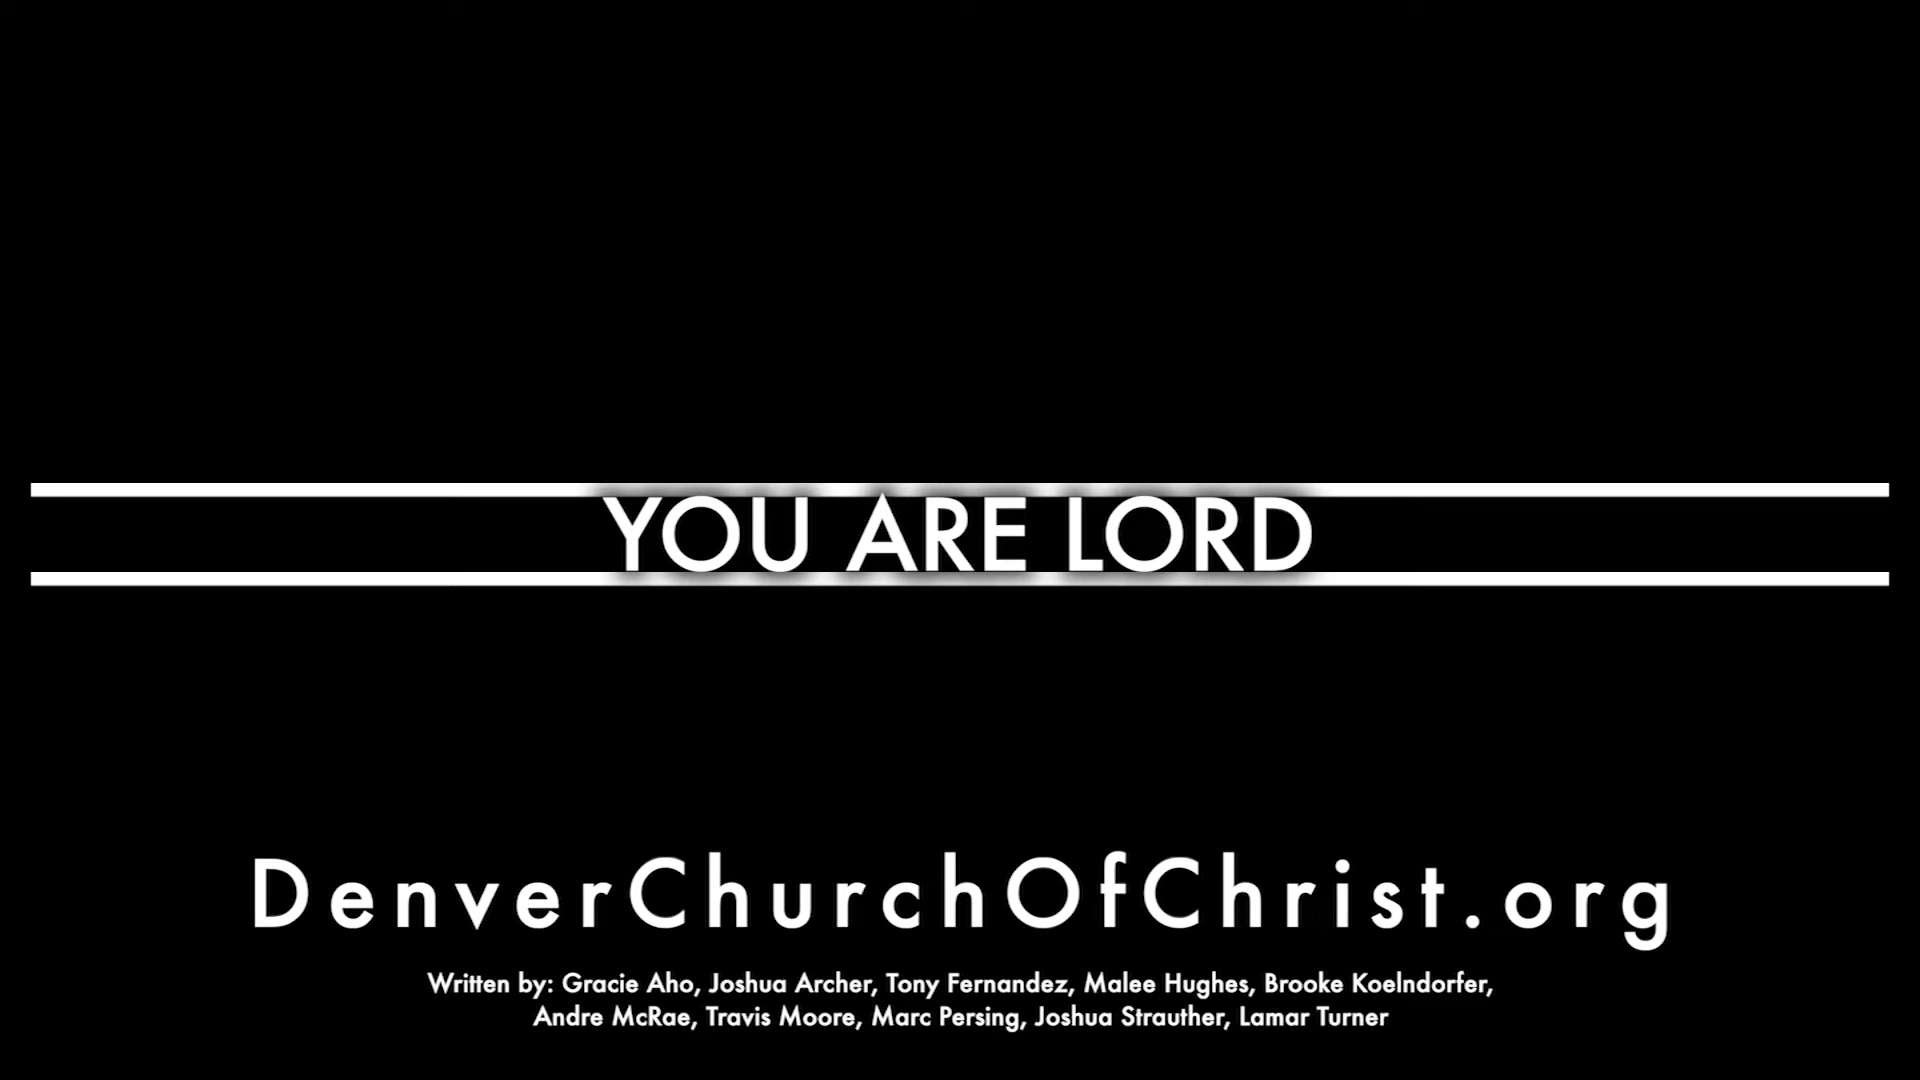 YOU ARE LORD
DenverChurchOfChrist.org
Written by: Gracie Aho, Joshua Archer, Tony Fernandez, Malee Hughes, Brooke Koelndorfer,
Andre McRae, Travis Moore, Marc Persing, Joshua Strauther, Lamar Turner